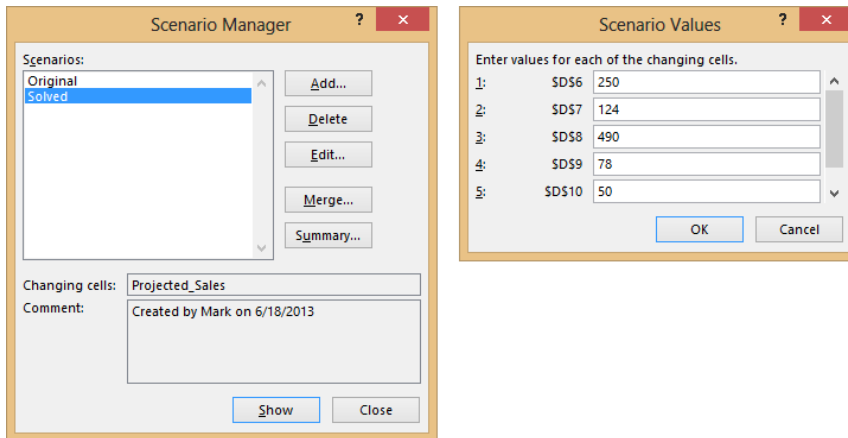 Scenario Manager
?
×
Scenarios:
Original
Solved
Add...
Delete
Edit...
Merge...
Summary...
Changing cells: Projected_Sales
Comment: Created by Mark on 6/18/2013
Show
Close
Scenario Values
?
×
Enter values for each of the changing cells.
1: $D$6 250
2: $D$7 124
3: $D$8 490
4: $D$9 78
5: $D$10 50
OK
Cancel